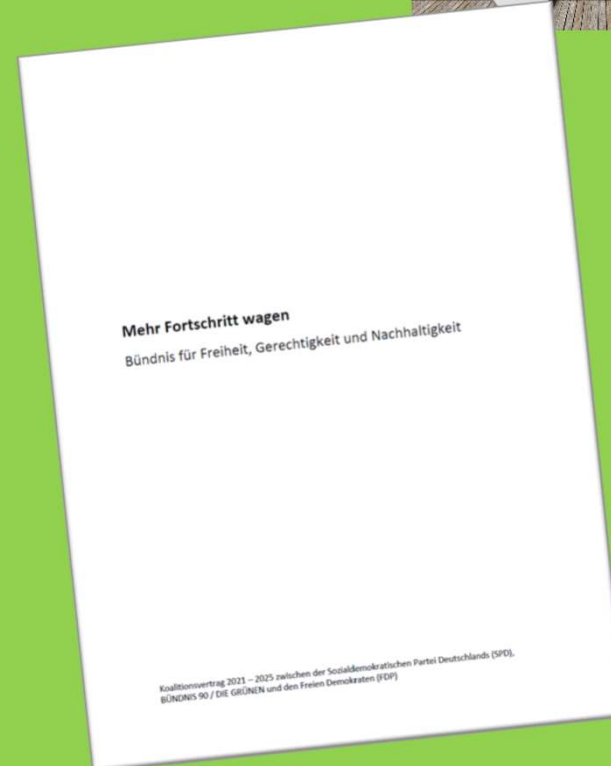 Mehr Fortschritt wagen
Bündnis für Freiheit, Gerechtigkeit und Nachhaltigkeit
Koalitionsvertrag 2021 – 2025 zwischen der Sozialdemokratischen Partei Deutschlands (SPD),
BÜNDNIS 90 / DIE GRÜNEN und den Freien Demokraten (FDP)